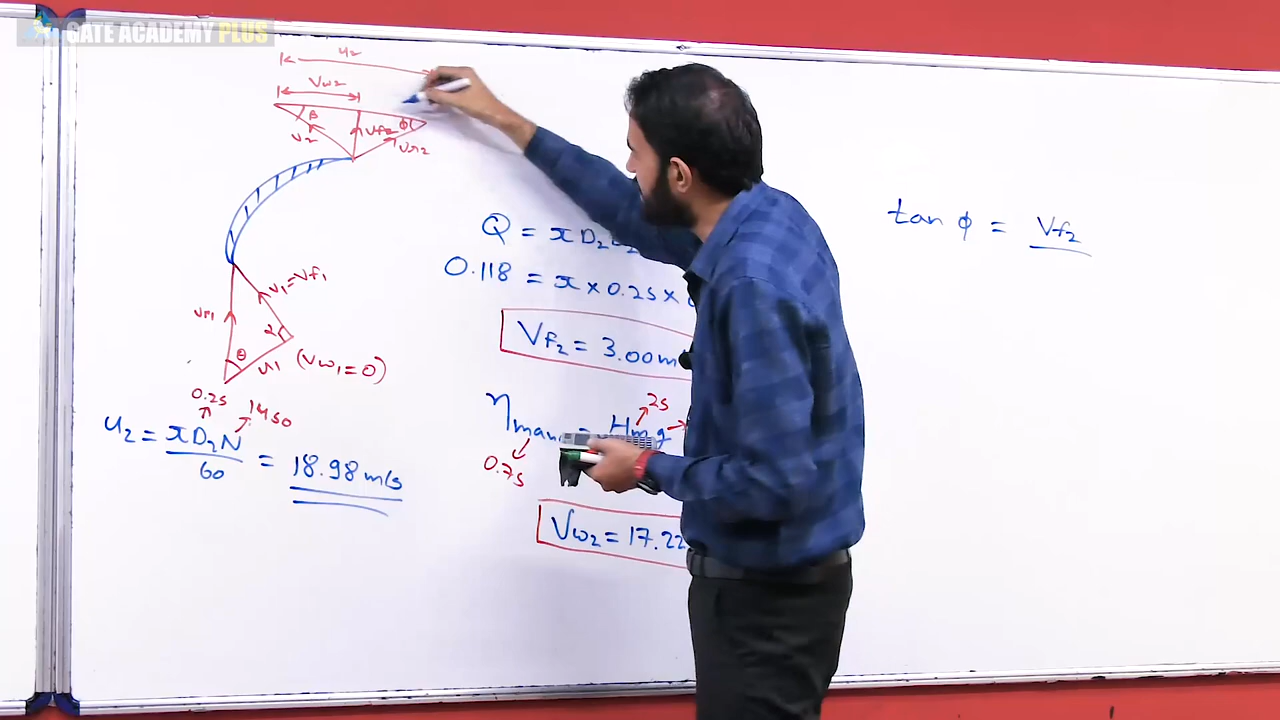 GATE ACADEMY PLUS
u2
Vw2
β
V2
Vf2
ϕ
Vr2
V1=Vf1
Vr1
α
θ
u1
(Vw1=0)
0.25
1450
u2 = πD2N/60 = 18.98 m/s
Q = πD2
0.118 = π × 0.25 ×
Vf2 = 3.00 m
ηman = Hmg
25
0.75
Vw2 = 17.22
tan ϕ = Vf2